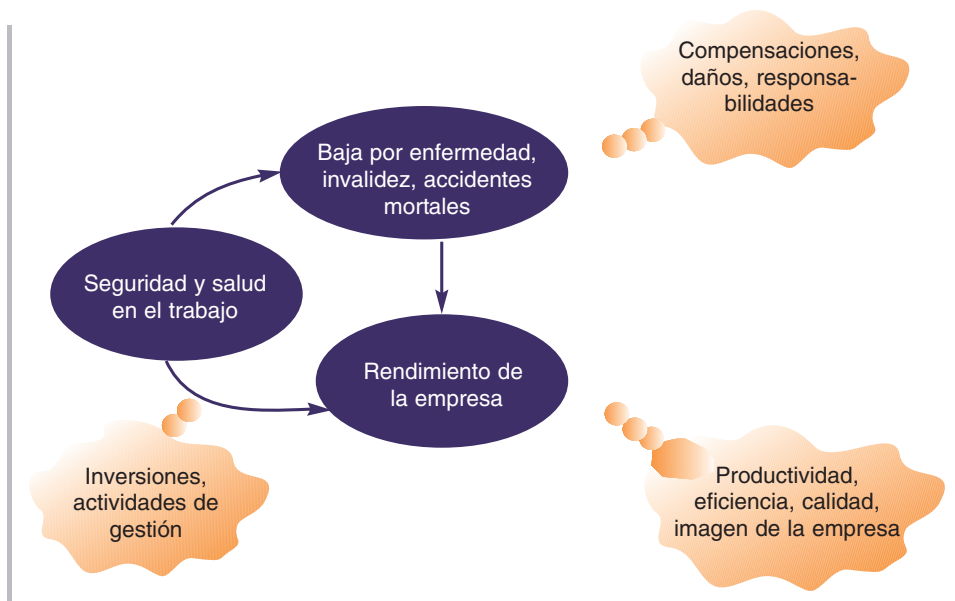 Compensaciones,
daños, responsa-
bilidades
Baja por enfermedad,
invalidez, accidentes
mortales
Seguridad y salud
en el trabajo
Rendimiento de
la empresa
Inversiones,
actividades de
gestión
Productividad,
eficiencia, calidad,
imagen de la empresa